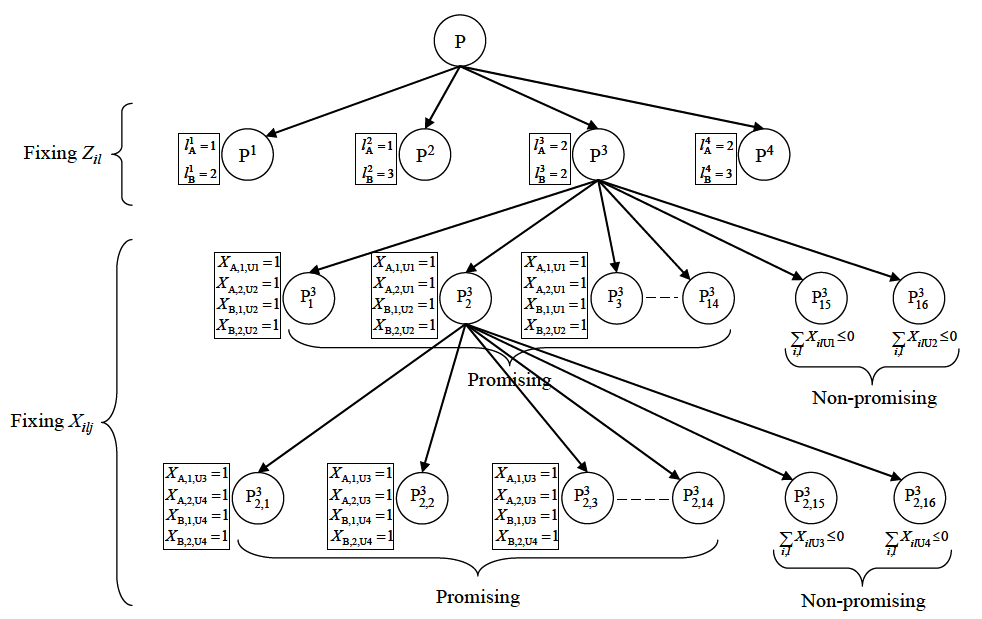 P
Fixing Z_il
l_A^1 = 1
l_B^1 = 2
P^1
l_A^2 = 1
l_B^2 = 3
P^2
l_A^3 = 2
l_B^3 = 2
P^3
l_A^4 = 2
l_B^4 = 3
P^4
Fixing X_ilj
X_A,1,U1 = 1
X_A,2,U2 = 1
X_B,1,U2 = 1
X_B,2,U2 = 1
P_1^3
X_A,1,U1 = 1
X_A,2,U1 = 1
X_B,1,U2 = 1
X_B,2,U2 = 1
P_2^3
X_A,1,U1 = 1
X_A,2,U1 = 1
X_B,1,U1 = 1
X_B,2,U2 = 1
P_3^3
P_14^3
P_15^3
∑_i,l X_ilU1 ≤ 0
P_16^3
∑_i,l X_ilU2 ≤ 0
Promising
Non-promising
X_A,1,U3 = 1
X_A,2,U4 = 1
X_B,1,U4 = 1
X_B,2,U4 = 1
P_2,1^3
X_A,1,U3 = 1
X_A,2,U3 = 1
X_B,1,U4 = 1
X_B,2,U4 = 1
P_2,2^3
X_A,1,U3 = 1
X_A,2,U3 = 1
X_B,1,U3 = 1
X_B,2,U4 = 1
P_2,3^3
P_2,14^3
P_2,15^3
∑_i,l X_ilU3 ≤ 0
P_2,16^3
∑_i,l X_ilU4 ≤ 0
Promising
Non-promising